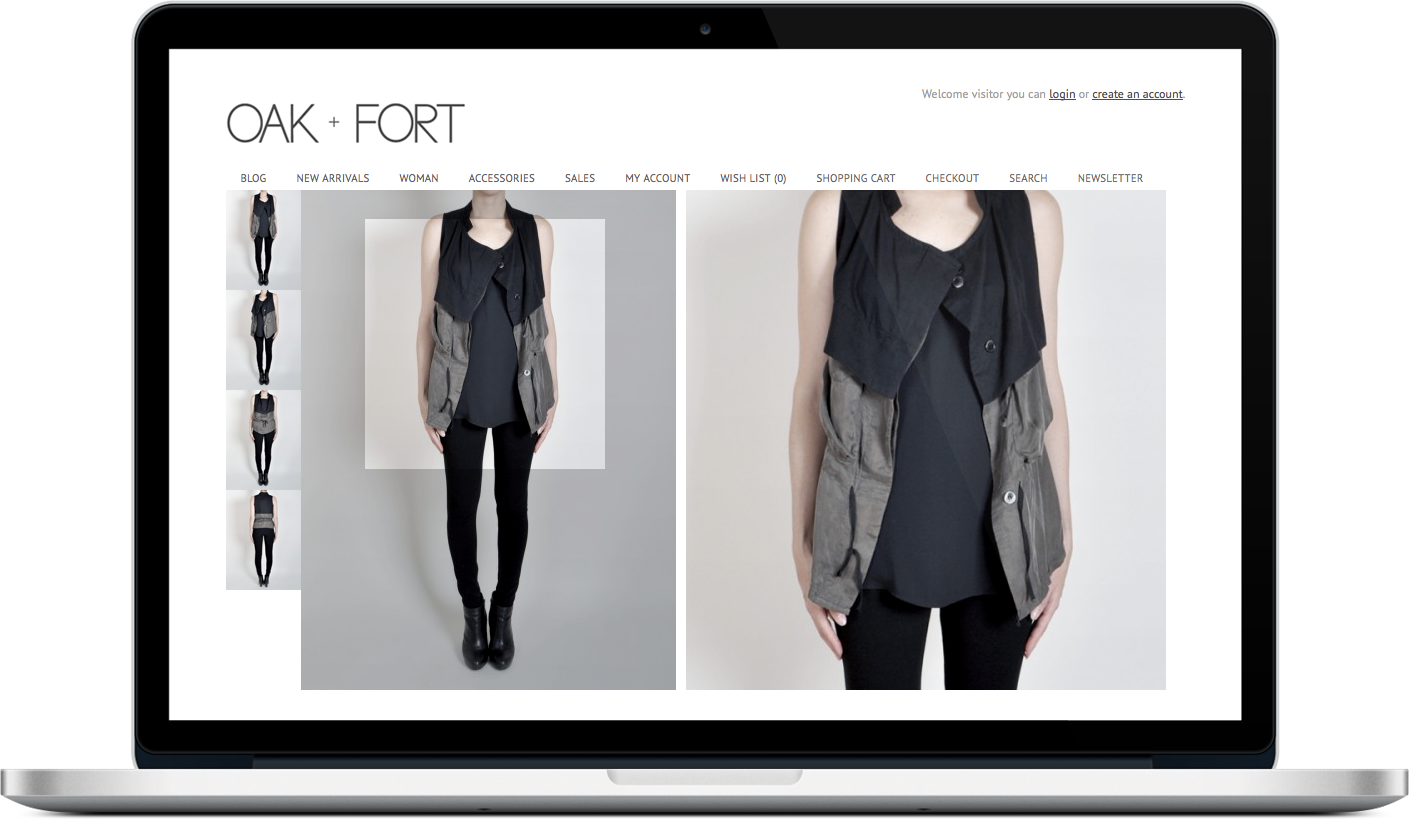 Welcome visitor you can login or create an account.
OAK + FORT
BLOG NEW ARRIVALS WOMAN ACCESSORIES SALES MY ACCOUNT WISH LIST (0) SHOPPING CART CHECKOUT SEARCH NEWSLETTER